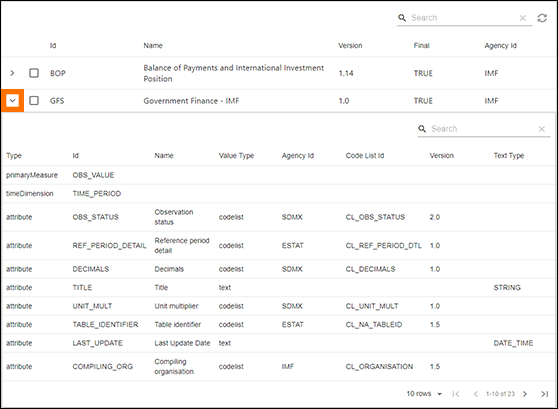 Search
Id Name Version Final Agency Id
BOP Balance of Payments and International Investment Position 1.14 TRUE IMF
GFS Government Finance - IMF 1.0 TRUE IMF
Search
Type Id Name Value Type Agency Id Code List Id Version Text Type
primaryMeasure OBS_VALUE
timeDimension TIME_PERIOD
attribute OBS_STATUS Observation status codelist SDMX CL_OBS_STATUS 2.0
attribute REF_PERIOD_DETAIL Reference period detail codelist ESTAT CL_REF_PERIOD_DTL 1.0
attribute DECIMALS Decimals codelist SDMX CL_DECIMALS 1.0
attribute TITLE Title text STRING
attribute UNIT_MULT Unit multiplier codelist SDMX CL_UNIT_MULT 1.0
attribute TABLE_IDENTIFIER Table identifier codelist ESTAT CL_NA_TABLEID 1.5
attribute LAST_UPDATE Last Update Date text DATE_TIME
attribute COMPILING_ORG Compiling organisation codelist IMF CL_ORGANISATION 1.5
10 rows 1-10 of 23